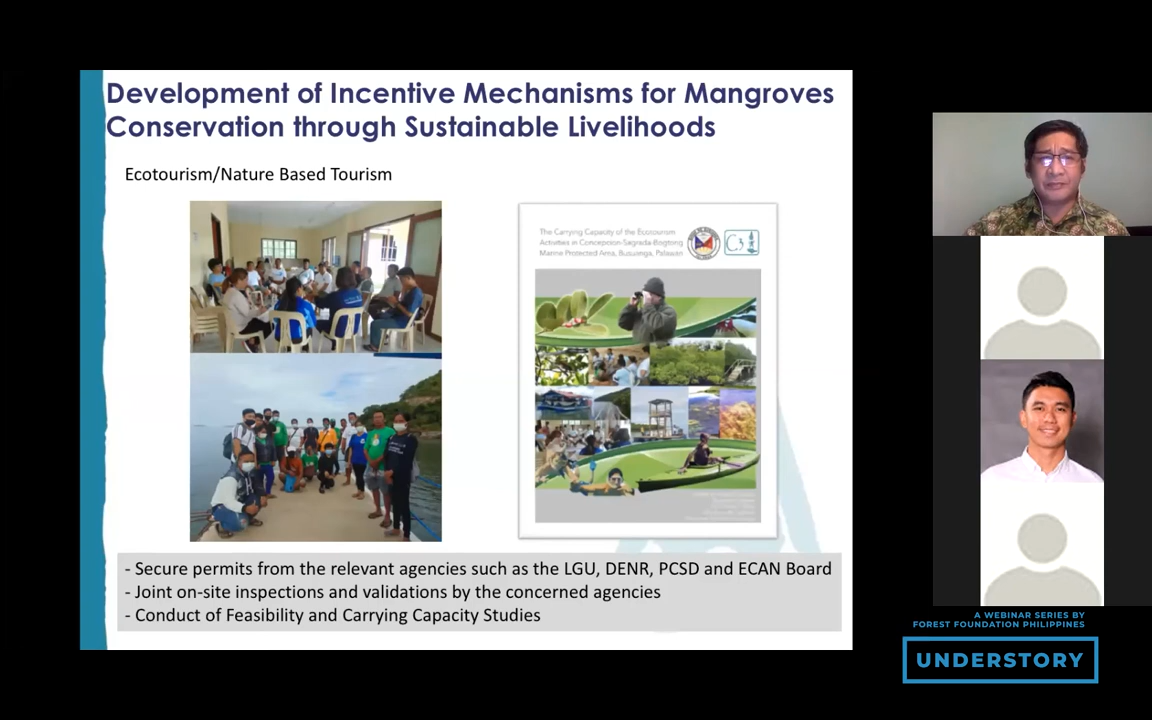 Development of Incentive Mechanisms for Mangroves
Conservation through Sustainable Livelihoods
Ecotourism/Nature Based Tourism
The Carrying Capacity of the Ecotourism
Activities in Concepcion-Sagrada-Bogtong
Marine Protected Area, Busuanga, Palawan
C3
- Secure permits from the relevant agencies such as the LGU, DENR, PCSD and ECAN Board
- Joint on-site inspections and validations by the concerned agencies
- Conduct of Feasibility and Carrying Capacity Studies
A WEBINAR SERIES BY
FOREST FOUNDATION PHILIPPINES
UNDERSTORY